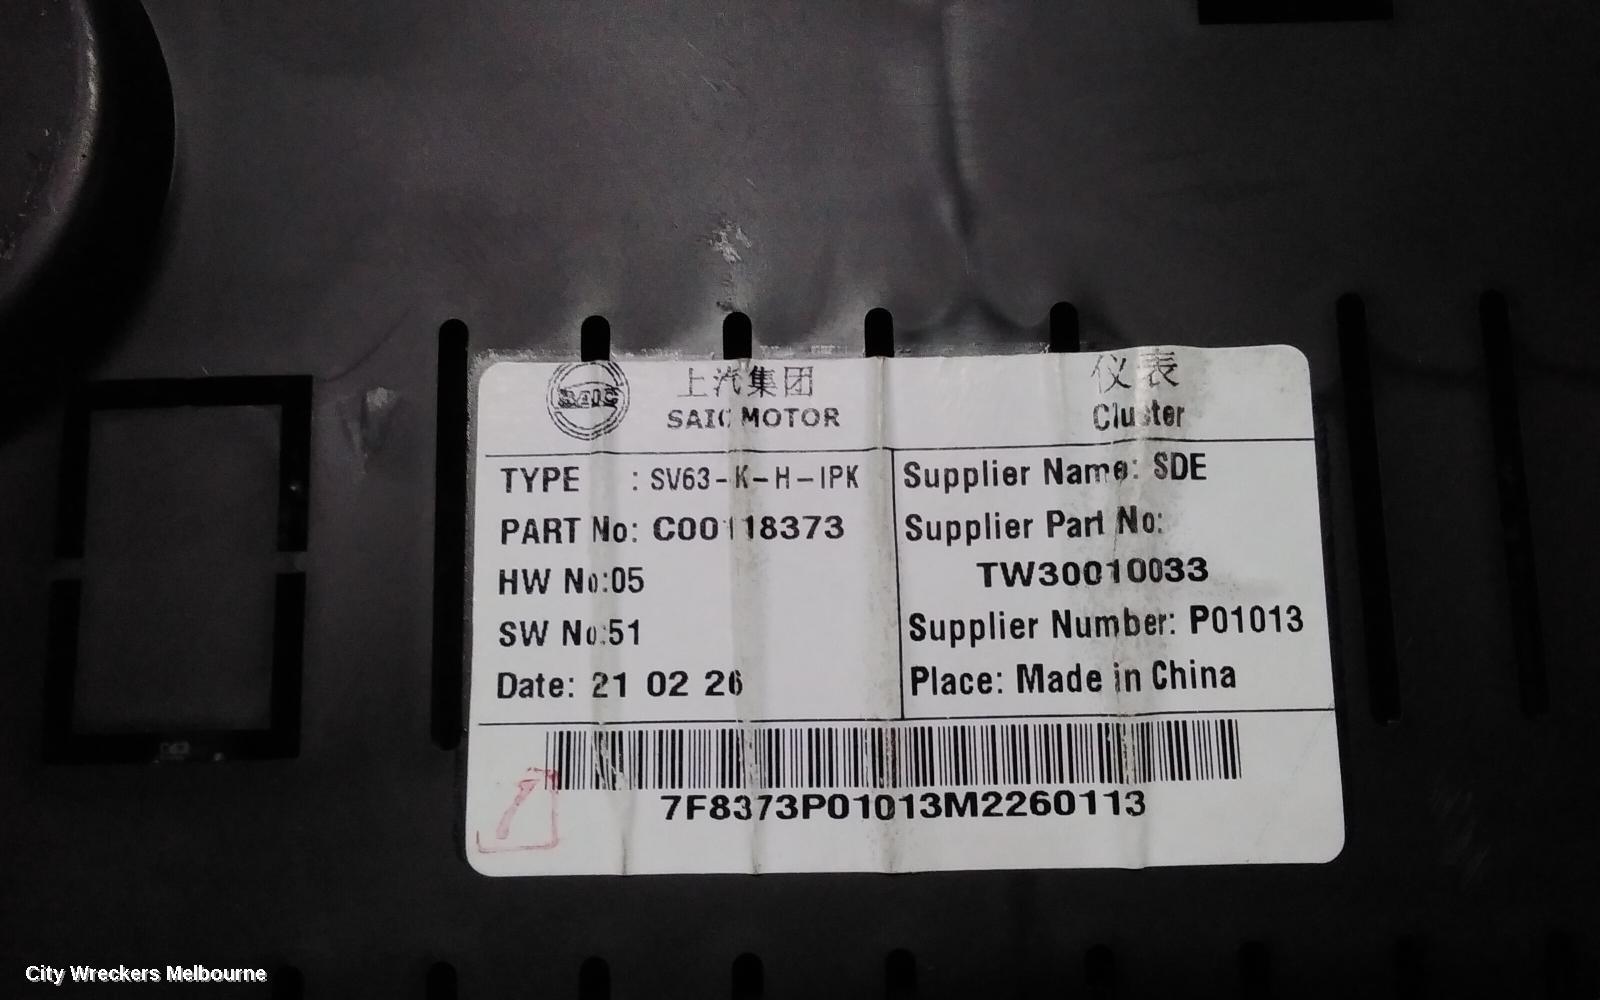 SAIC
上汽集团
SAIC MOTOR
仪表
Cluster
TYPE : SV63-K-H-IPK
PART No: C00118373
HW No:05
SW No:51
Date: 21 02 26
Supplier Name: SDE
Supplier Part No:
TW30010033
Supplier Number: P01013
Place: Made in China
7F8373P01013M2260113
City Wreckers Melbourne